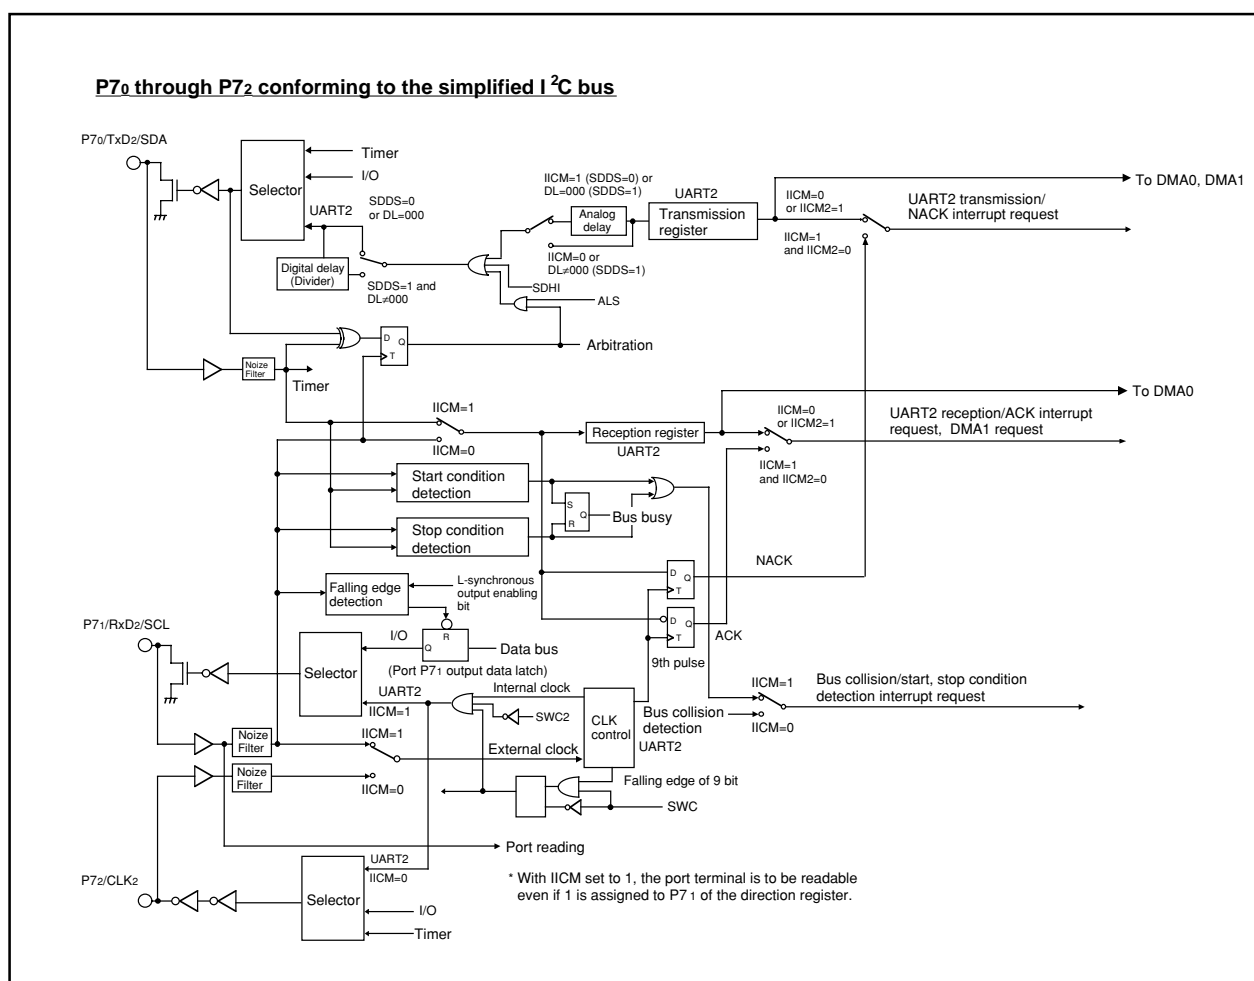 P70 through P72 conforming to the simplified I 2C bus
P70/TxD2/SDA
Selector
Timer
I/O
SDDS=0
or DL=000
UART2
Digital delay
(Divider)
SDDS=1 and
DL≠000
IICM=1 (SDDS=0) or
DL=000 (SDDS=1)
Analog
delay
IICM=0 or
DL≠000 (SDDS=1)
SDHI
ALS
UART2
Transmission
register
IICM=0
or IICM2=1
IICM=1
and IICM2=0
To DMA0, DMA1
UART2 transmission/
NACK interrupt request
D
Q
T
Arbitration
Noize
Filter
Timer
IICM=1
IICM=0
Reception register
UART2
To DMA0
IICM=0
or IICM2=1
IICM=1
and IICM2=0
UART2 reception/ACK interrupt
request, DMA1 request
Start condition
detection
Stop condition
detection
S
Q
R
Bus busy
NACK
D
Q
T
D
Q
T
ACK
9th pulse
Falling edge
detection
L-synchronous
output enabling
bit
P71/RxD2/SCL
Selector
I/O
R
Q
Data bus
(Port P71 output data latch)
UART2
IICM=1
Internal clock
SWC2
CLK
control
UART2
Bus collision
detection
IICM=1
IICM=0
Bus collision/start, stop condition
detection interrupt request
Noize
Filter
IICM=1
External clock
Noize
Filter
IICM=0
Falling edge of 9 bit
SWC
Port reading
P72/CLK2
Selector
UART2
IICM=0
I/O
Timer
* With IICM set to 1, the port terminal is to be readable
even if 1 is assigned to P71 of the direction register.